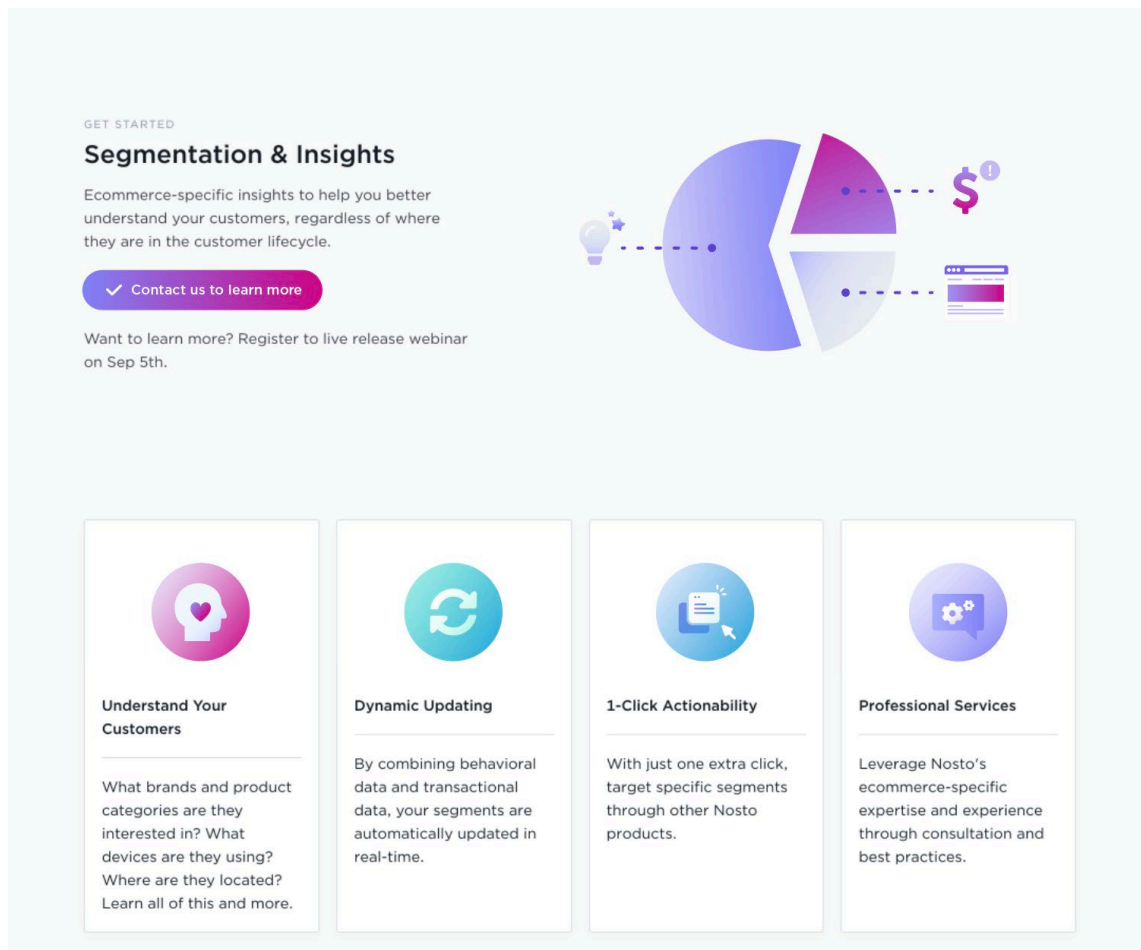 GET STARTED
Segmentation & Insights
Ecommerce-specific insights to help you better
understand your customers, regardless of where
they are in the customer lifecycle.
Contact us to learn more
Want to learn more? Register to live release webinar
on Sep 5th.
$
!
Understand Your
Customers
What brands and product
categories are they
interested in? What
devices are they using?
Where are they located?
Learn all of this and more.
Dynamic Updating
By combining behavioral
data and transactional
data, your segments are
automatically updated in
real-time.
1-Click Actionability
With just one extra click,
target specific segments
through other Nosto
products.
Professional Services
Leverage Nosto's
ecommerce-specific
expertise and experience
through consultation and
best practices.